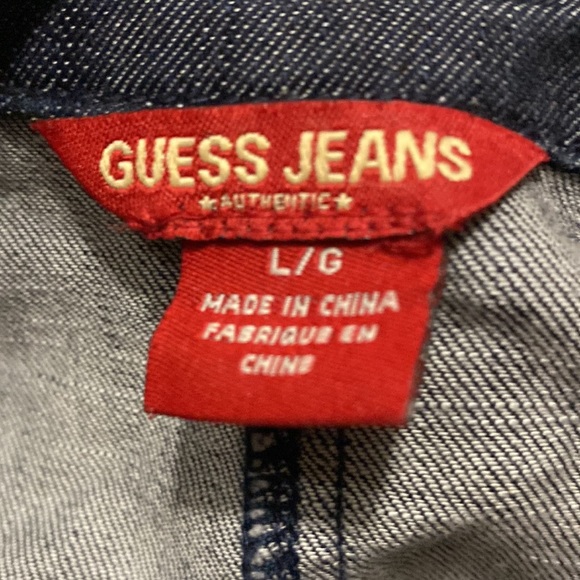 GUESS JEANS
★AUTHENTIC★
L/G
MADE IN CHINA
FABRIQUE EN
CHINE